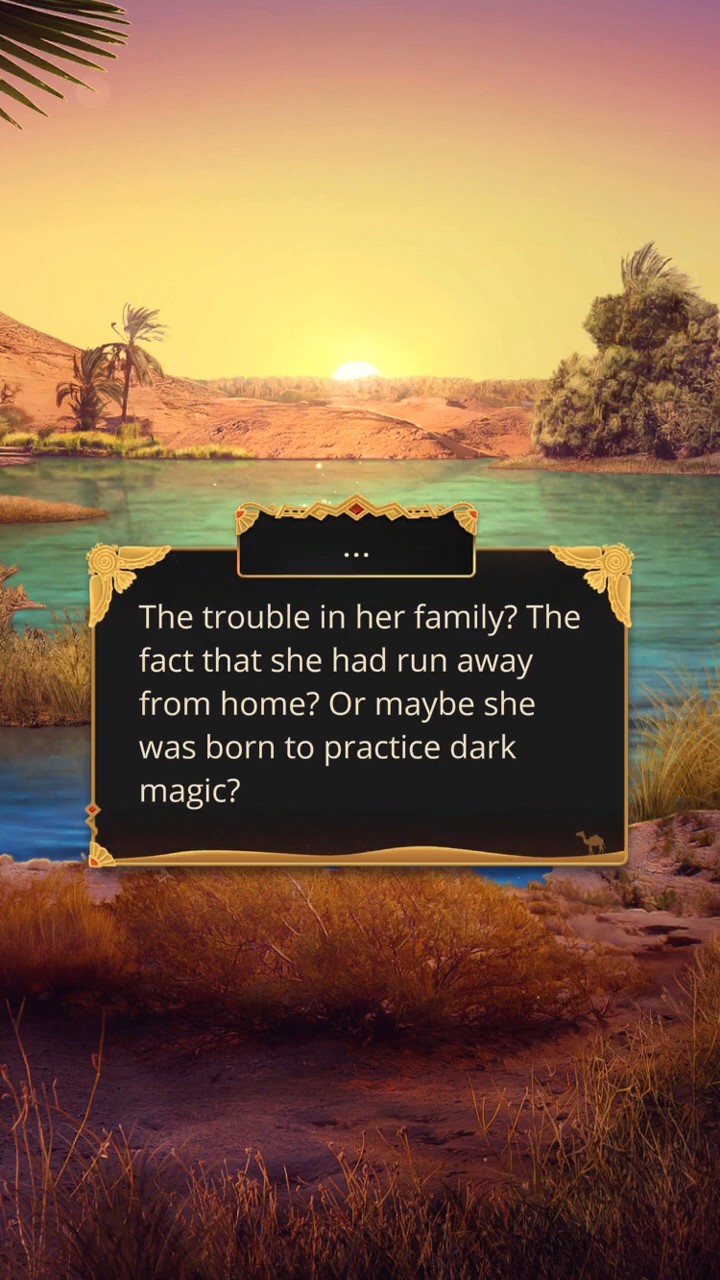 ...
The trouble in her family? The
fact that she had run away
from home? Or maybe she
was born to practice dark
magic?